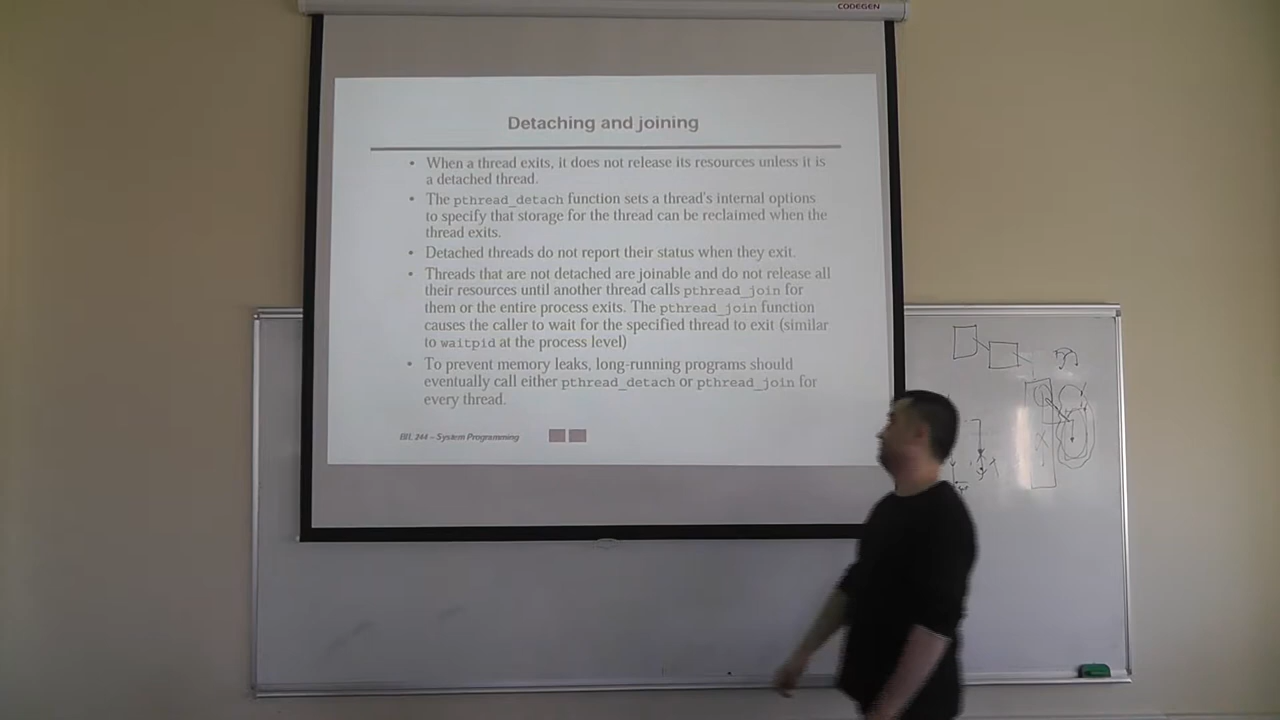 CODEGEN
Detaching and joining
• When a thread exits, it does not release its resources unless it is
a detached thread.
• The pthread_detach function sets a thread's internal options
to specify that storage for the thread can be reclaimed when the
thread exits.
• Detached threads do not report their status when they exit.
• Threads that are not detached are joinable and do not release all
their resources until another thread calls pthread_join for
them or the entire process exits. The pthread_join function
causes the caller to wait for the specified thread to exit (similar
to waitpid at the process level)
• To prevent memory leaks, long-running programs should
eventually call either pthread_detach or pthread_join for
every thread.
BIL 244 – System Programming